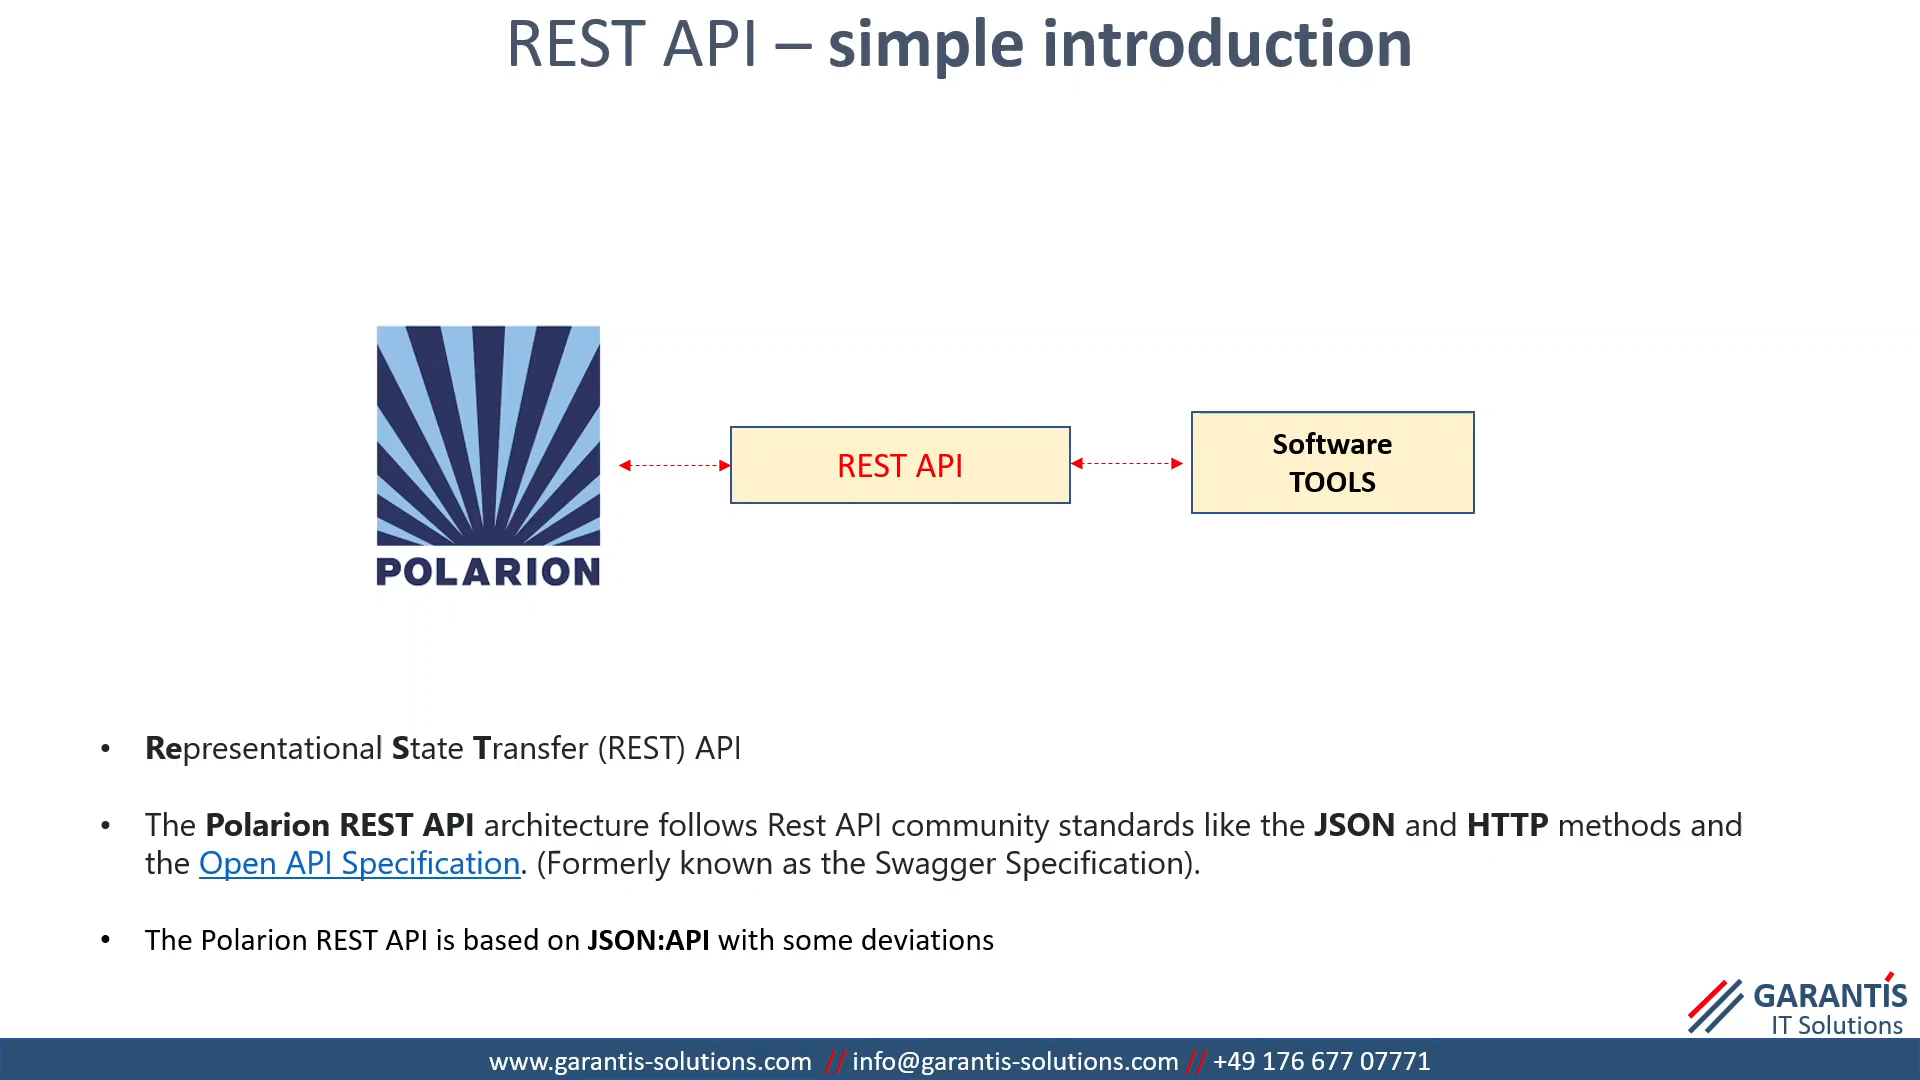 REST API – simple introduction
POLARION
REST API
Software
TOOLS
• Representational State Transfer (REST) API
• The Polarion REST API architecture follows Rest API community standards like the JSON and HTTP methods and
the Open API Specification. (Formerly known as the Swagger Specification).
• The Polarion REST API is based on JSON:API with some deviations
GARANTIS
IT Solutions
www.garantis-solutions.com // info@garantis-solutions.com // +49 176 677 07771